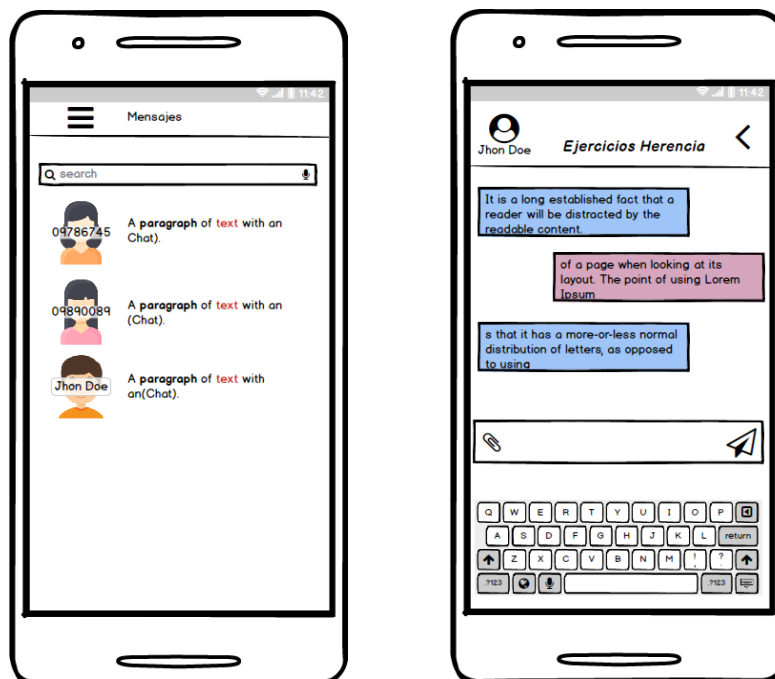 11:42
Mensajes
search
09786745
A paragraph of text with an
Chat).
09890089
A paragraph of text with an
(Chat).
Jhon Doe
A paragraph of text with
an(Chat).
11:42
Jhon Doe
Ejercicios Herencia
It is a long established fact that a
reader will be distracted by the
readable content.
of a page when looking at its
layout. The point of using Lorem
Ipsum
s that it has a more-or-less normal
distribution of letters, as opposed
to using
Q W E R T Y U I O P
A S D F G H J K L return
Z X C V B N M ! , ? .
.?123 .?123